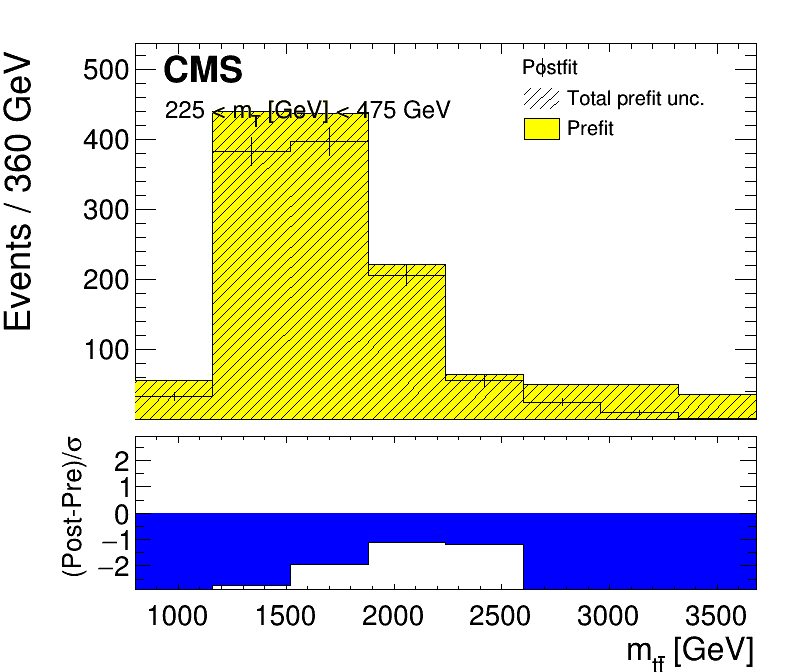 CMS
225 < m_T [GeV] < 475 GeV
Postfit
Total prefit unc.
Prefit
Events / 360 GeV
500
400
300
200
100
(Post-Pre)/σ
2
1
0
−1
−2
1000 1500 2000 2500 3000 3500
m_tt̄ [GeV]